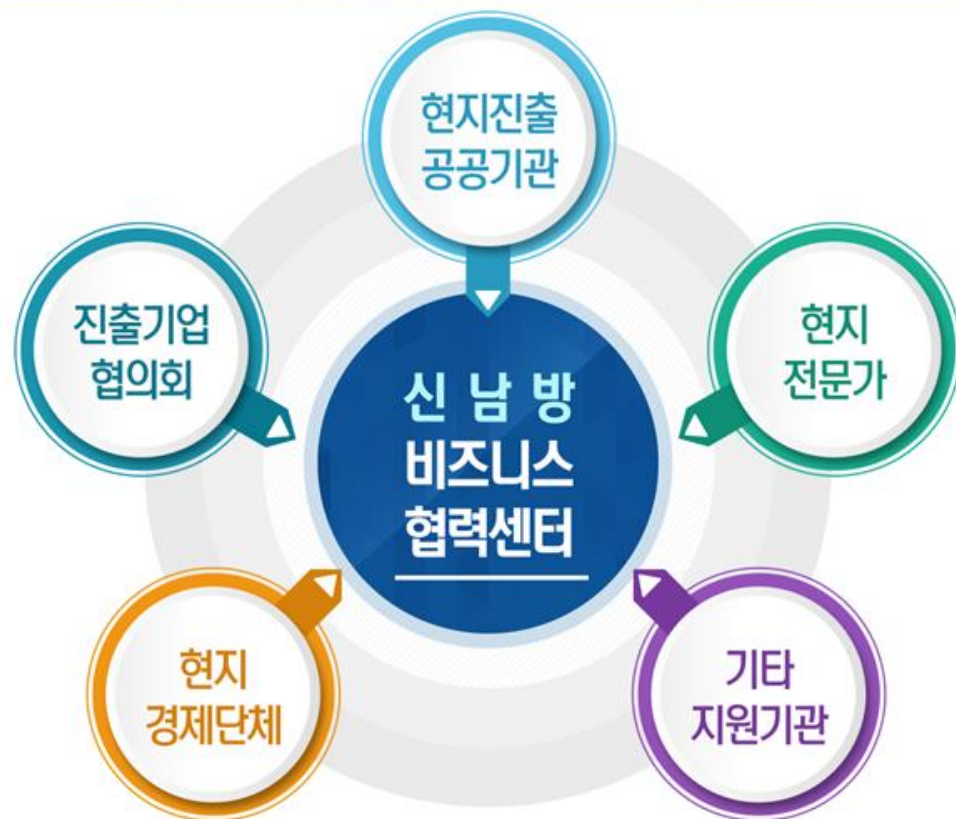 현지진출
공공기관
진출기업
협의회
현지
전문가
신 남 방
비즈니스
협력센터
현지
경제단체
기타
지원기관